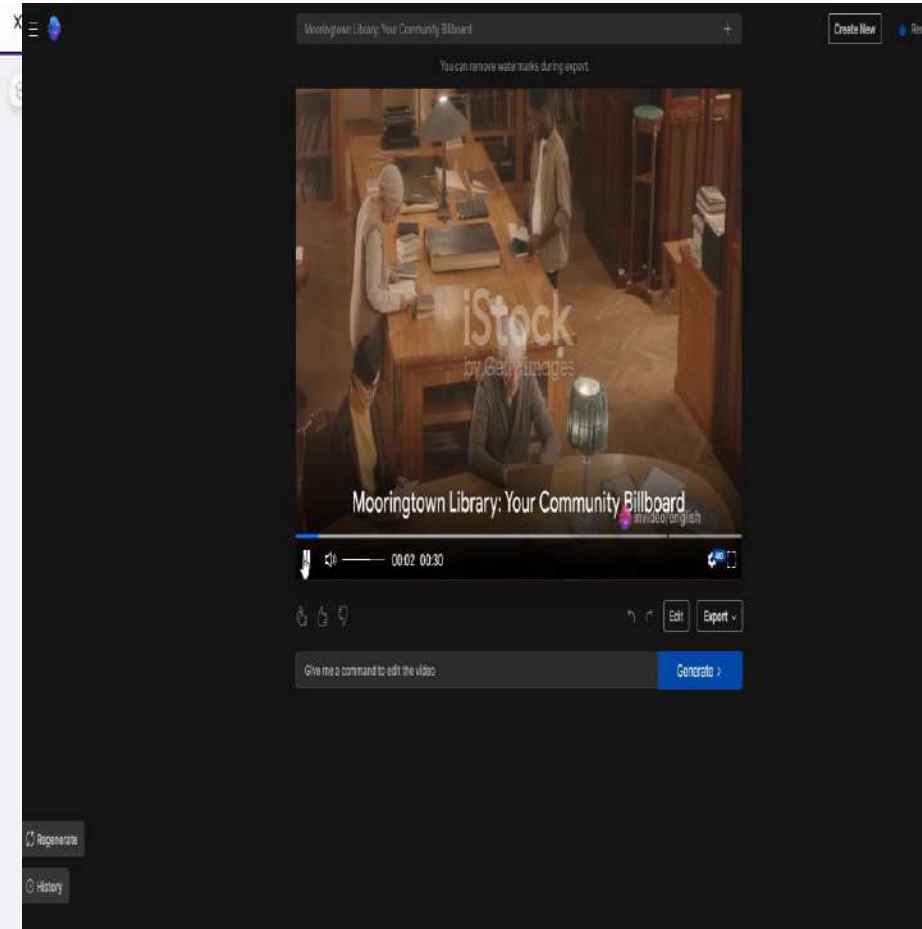 Mooringtown Library: Your Community Billboard
Create New
You can remove watermarks during export.
iStock
by Getty Images
Mooringtown Library: Your Community Billboard
invideo/english
00:02 00:30
480
Edit
Export
Give me a command to edit the video
Generate
Regenerate
History